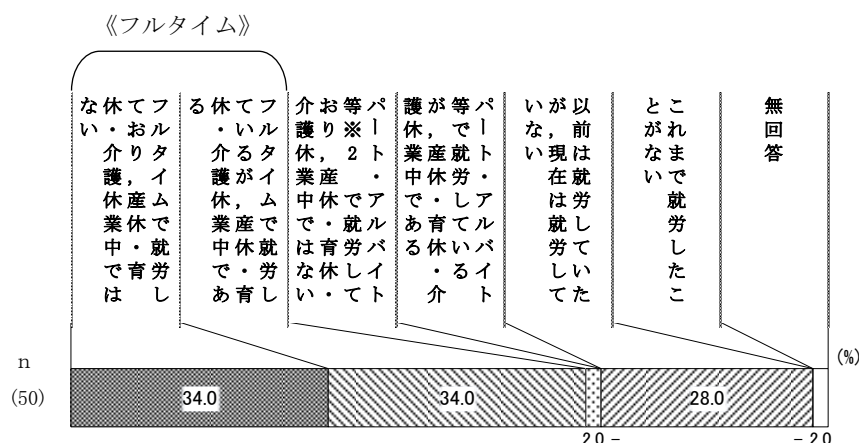 《フルタイム》
フルタイムで就労し
ており，産休・育
休・介護休業中では
ない
フルタイムで就労し
ているが，産休・育
休・介護休業中であ
る
パート・アルバイト
等※２で就労して
おり，産休・育休・
介護休業中ではない
パート・アルバイト
等で就労している
が，産休・育休・介
護休業中である
以前は就労していた
が，現在は就労して
いない
これまで就労したこ
とがない
無回答
(%)
n
(50)
34.0
34.0
28.0
2.0
2.0